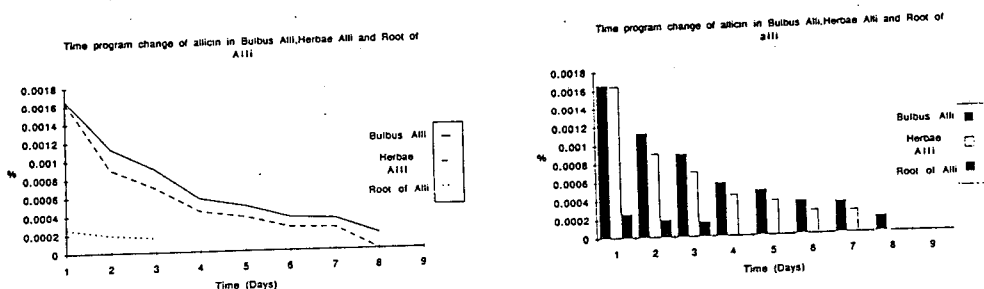 Time program change of allicin in Bulbus Alli,Herbae Alli and Root of
Alli
0.0018
0.0016
0.0014
0.0012
0.001
%
0.0008
0.0006
0.0004
0.0002
0
1 2 3 4 5 6 7 8 9
Time (Days)
Bulbus Alli
Herbae
Alli
Root of Alli
Time program change of allicin in Bulbus Alli,Herbae Alli and Root of
alli
0.0018
0.0016
0.0014
0.0012
0.001
%
0.0008
0.0006
0.0004
0.0002
0
1 2 3 4 5 6 7 8 9
Time (Days)
Bulbus Alli
Herbae
Alli
Root of Alli